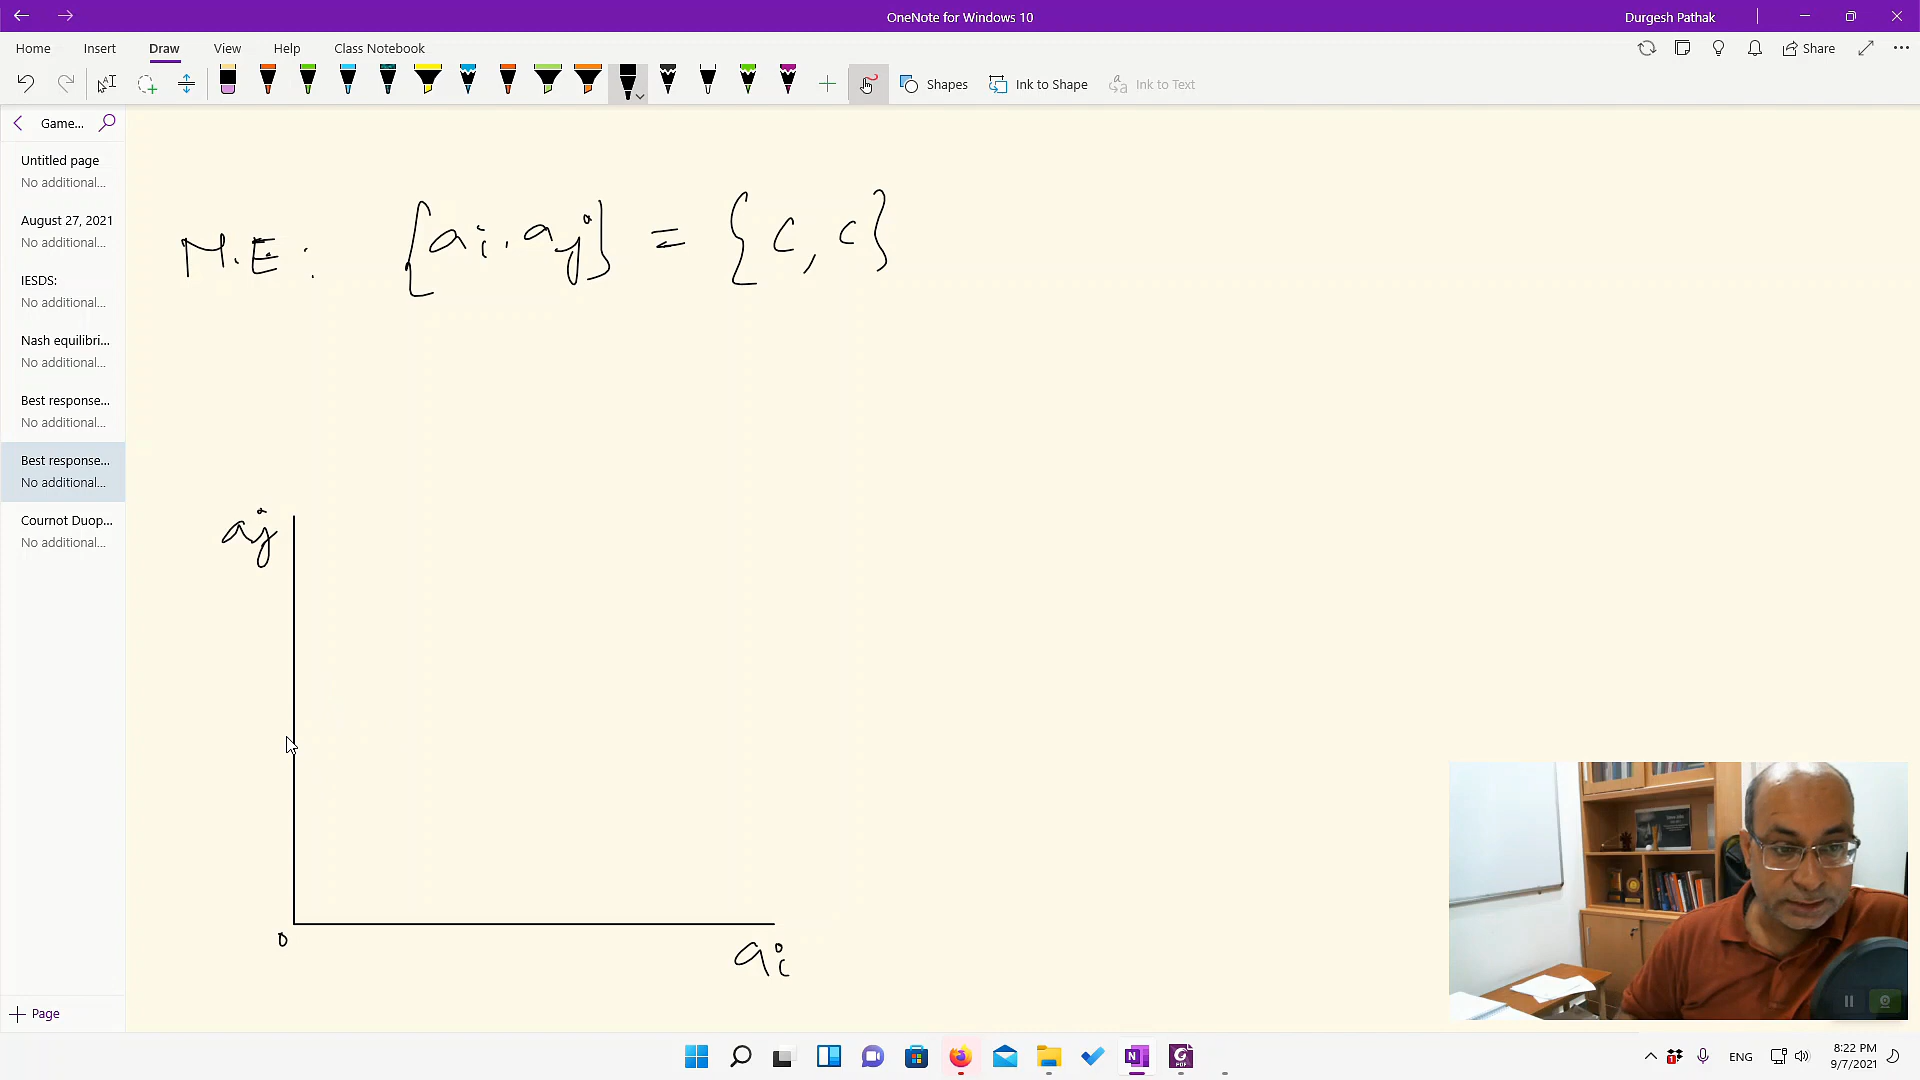 OneNote for Windows 10
Durgesh Pathak
Home Insert Draw View Help Class Notebook
Share
Shapes
Ink to Shape
Ink to Text
Game...
Untitled page
No additional...
August 27, 2021
No additional...
IESDS:
No additional...
Nash equilibri...
No additional...
Best response...
No additional...
Best response...
No additional...
Cournot Duop...
No additional...
Page
N.E : {ai, aj} = {c, c}
aj
0
ai
ENG
8:22 PM
9/7/2021